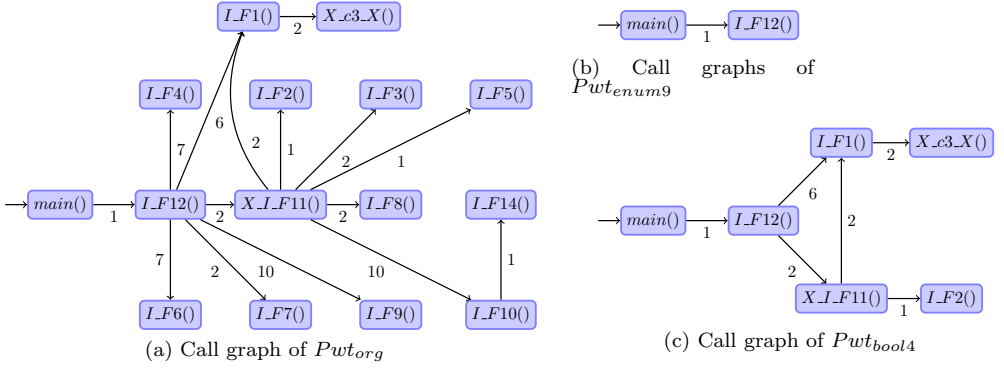 I_F1()
2
X_c3_X()
I_F4()
I_F2()
I_F3()
I_F5()
6
7
2
1
2
1
main()
1
I_F12()
2
X_I_F11()
2
I_F8()
I_F14()
7
2
10
10
1
I_F6()
I_F7()
I_F9()
I_F10()
(a) Call graph of Pwt_org
main()
1
I_F12()
(b) Call graphs of
Pwt_enum9
I_F1()
2
X_c3_X()
6
main()
1
I_F12()
2
2
X_I_F11()
1
I_F2()
(c) Call graph of Pwt_bool4